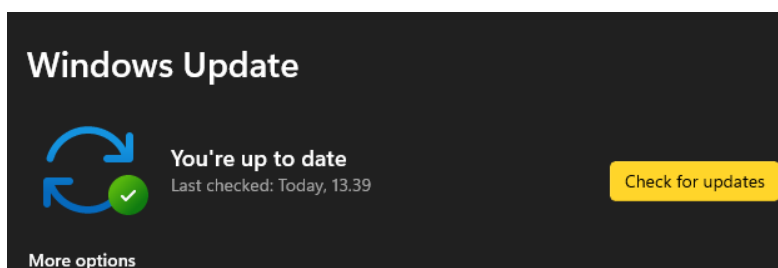 Windows Update
You're up to date
Last checked: Today, 13.39
Check for updates
More options